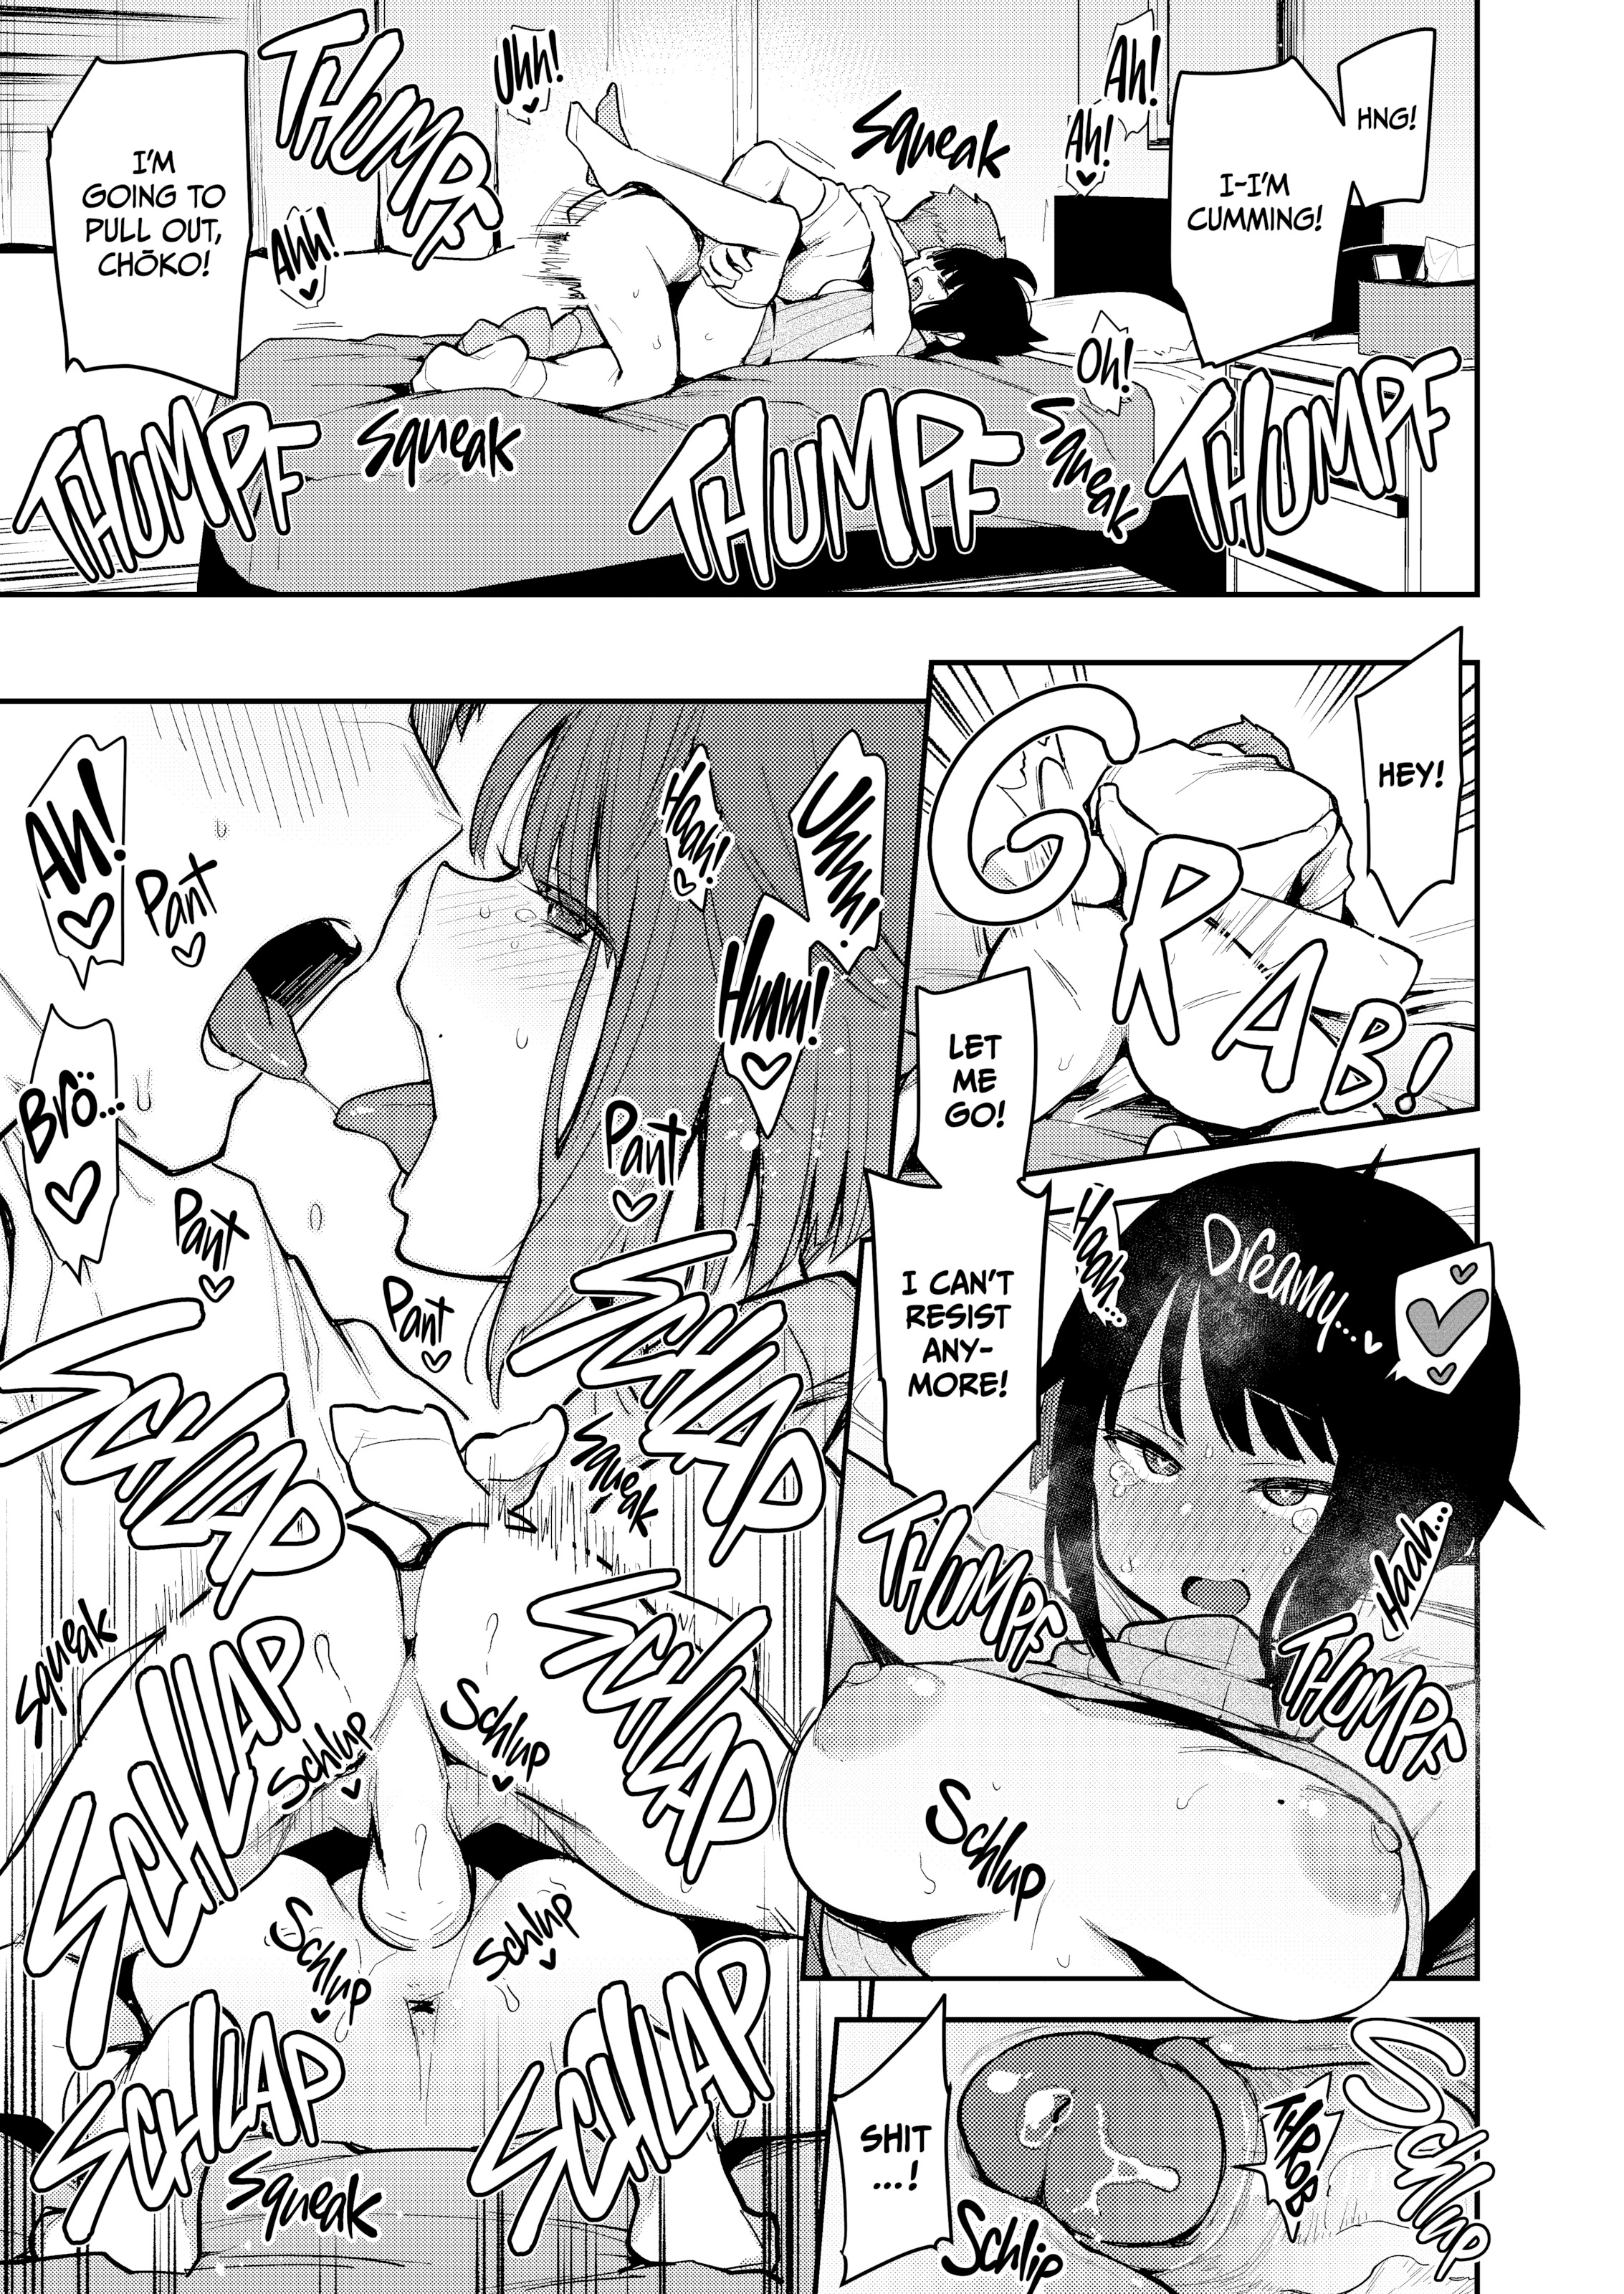 HNG!
I-I'M
CUMMING!
Ah!
Ah!
Squeak
Uhh!
THUMPF
Ahh!
I'M
GOING TO
PULL OUT,
CHŌKO!
Oh!
THUMPF
Squeak
THUMPF
Squeak
THUMPF
HEY!
GRAB!
LET
ME
GO!
I CAN'T
RESIST
ANY-
MORE!
Haah...
Dreamy...
Haah...
THUMPF
THUMPF
Schlup
Schlup
THROB
SHIT
...!
Schlip
Uhhh!
Haah!
Hmm!
Ah!
Pant
Brö...
Pant
Pant
Pant
SCHLAP
SCHLAP
Squeak
Squeak
SCHLAP
SCHLAP
Schlup
Schlup
Schlup
Schlup
SCHLAP
SCHLAP
Squeak